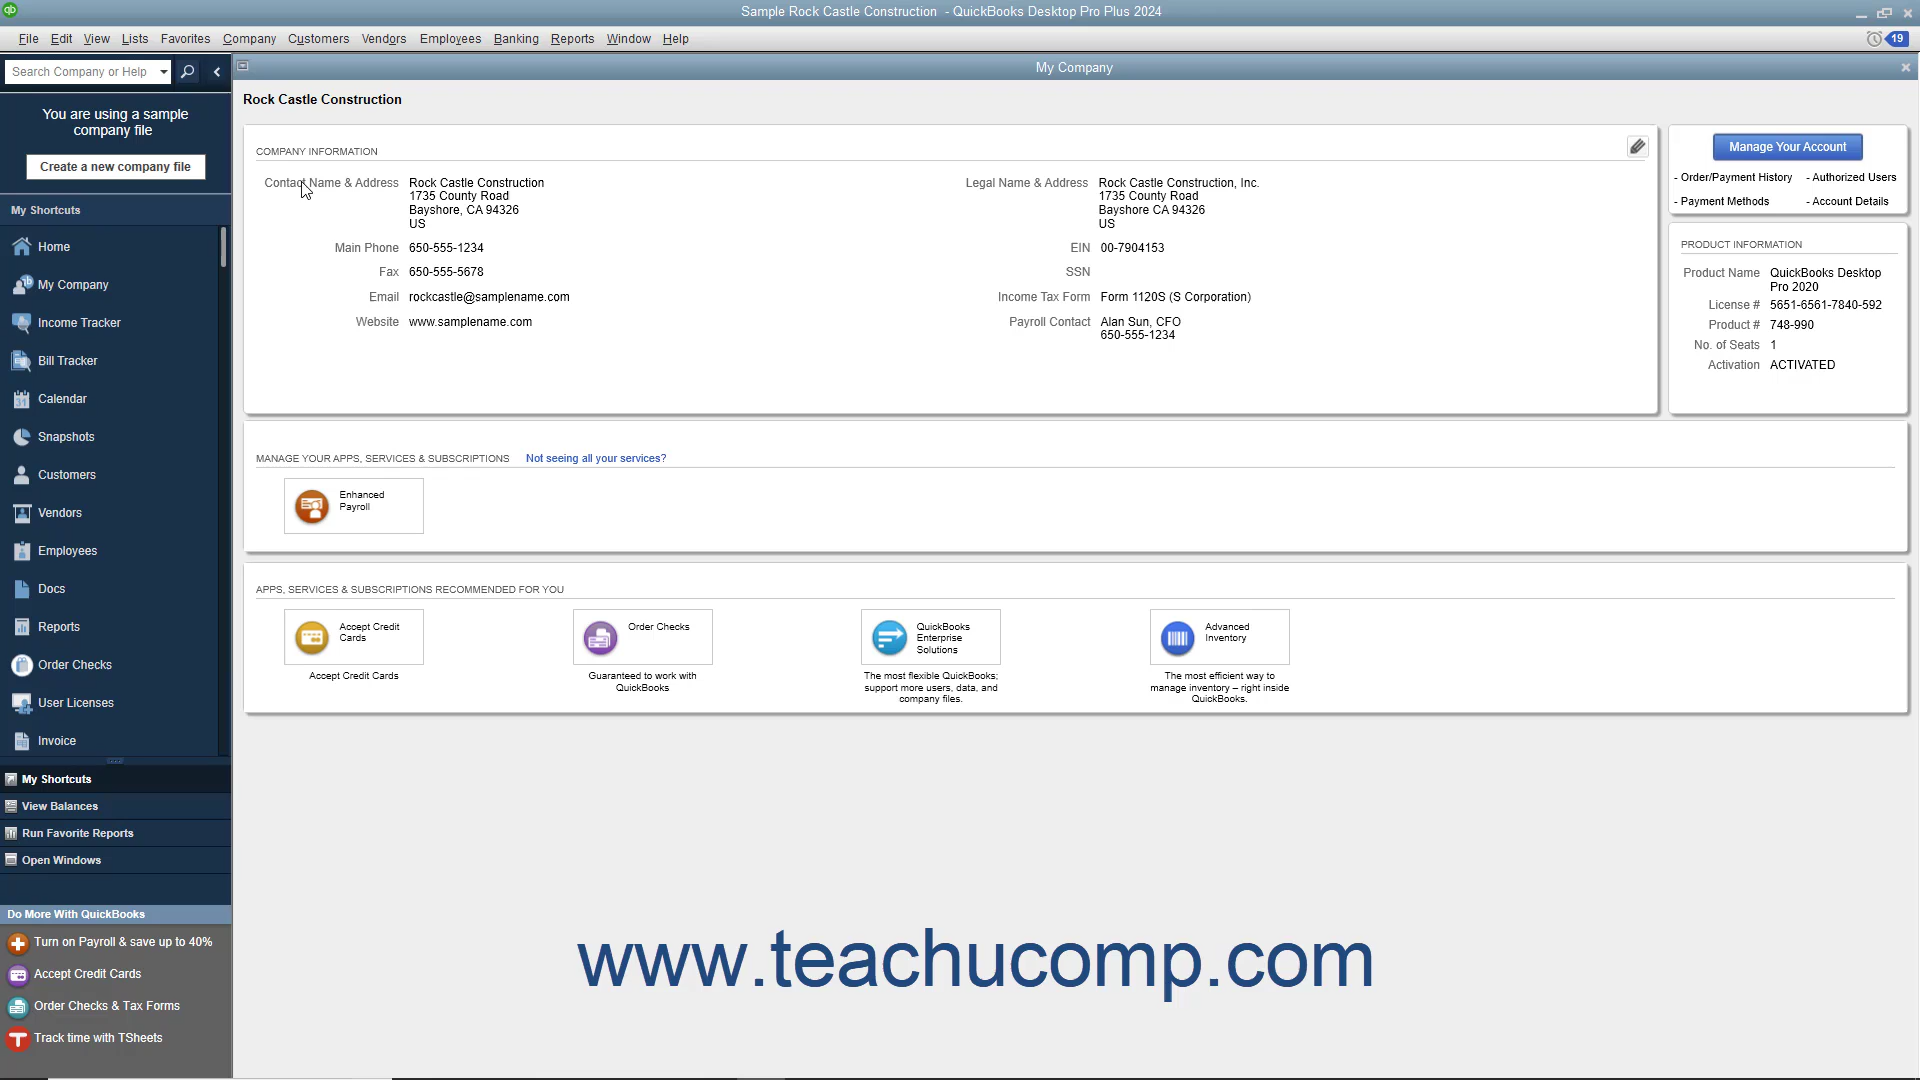 Sample Rock Castle Construction - QuickBooks Desktop Pro Plus 2024
File Edit View Lists Favorites Company Customers Vendors Employees Banking Reports Window Help
19
Search Company or Help
My Company
You are using a sample
company file
Create a new company file
My Shortcuts
Home
My Company
Income Tracker
Bill Tracker
Calendar
Snapshots
Customers
Vendors
Employees
Docs
Reports
Order Checks
User Licenses
Invoice
My Shortcuts
View Balances
Run Favorite Reports
Open Windows
Do More With QuickBooks
Turn on Payroll & save up to 40%
Accept Credit Cards
Order Checks & Tax Forms
Track time with TSheets
Rock Castle Construction
COMPANY INFORMATION
Contact Name & Address Rock Castle Construction
1735 County Road
Bayshore, CA 94326
US
Main Phone 650-555-1234
Fax 650-555-5678
Email rockcastle@samplename.com
Website www.samplename.com
Legal Name & Address Rock Castle Construction, Inc.
1735 County Road
Bayshore CA 94326
US
EIN 00-7904153
SSN
Income Tax Form Form 1120S (S Corporation)
Payroll Contact Alan Sun, CFO
650-555-1234
Manage Your Account
- Order/Payment History - Authorized Users
- Payment Methods - Account Details
PRODUCT INFORMATION
Product Name QuickBooks Desktop
Pro 2020
License # 5651-6561-7840-592
Product # 748-990
No. of Seats 1
Activation ACTIVATED
MANAGE YOUR APPS, SERVICES & SUBSCRIPTIONS Not seeing all your services?
Enhanced
Payroll
APPS, SERVICES & SUBSCRIPTIONS RECOMMENDED FOR YOU
Accept Credit
Cards
Accept Credit Cards
Order Checks
Guaranteed to work with
QuickBooks
QuickBooks
Enterprise
Solutions
The most flexible QuickBooks;
support more users, data, and
company files.
Advanced
Inventory
The most efficient way to
manage inventory – right inside
QuickBooks.
www.teachucomp.com